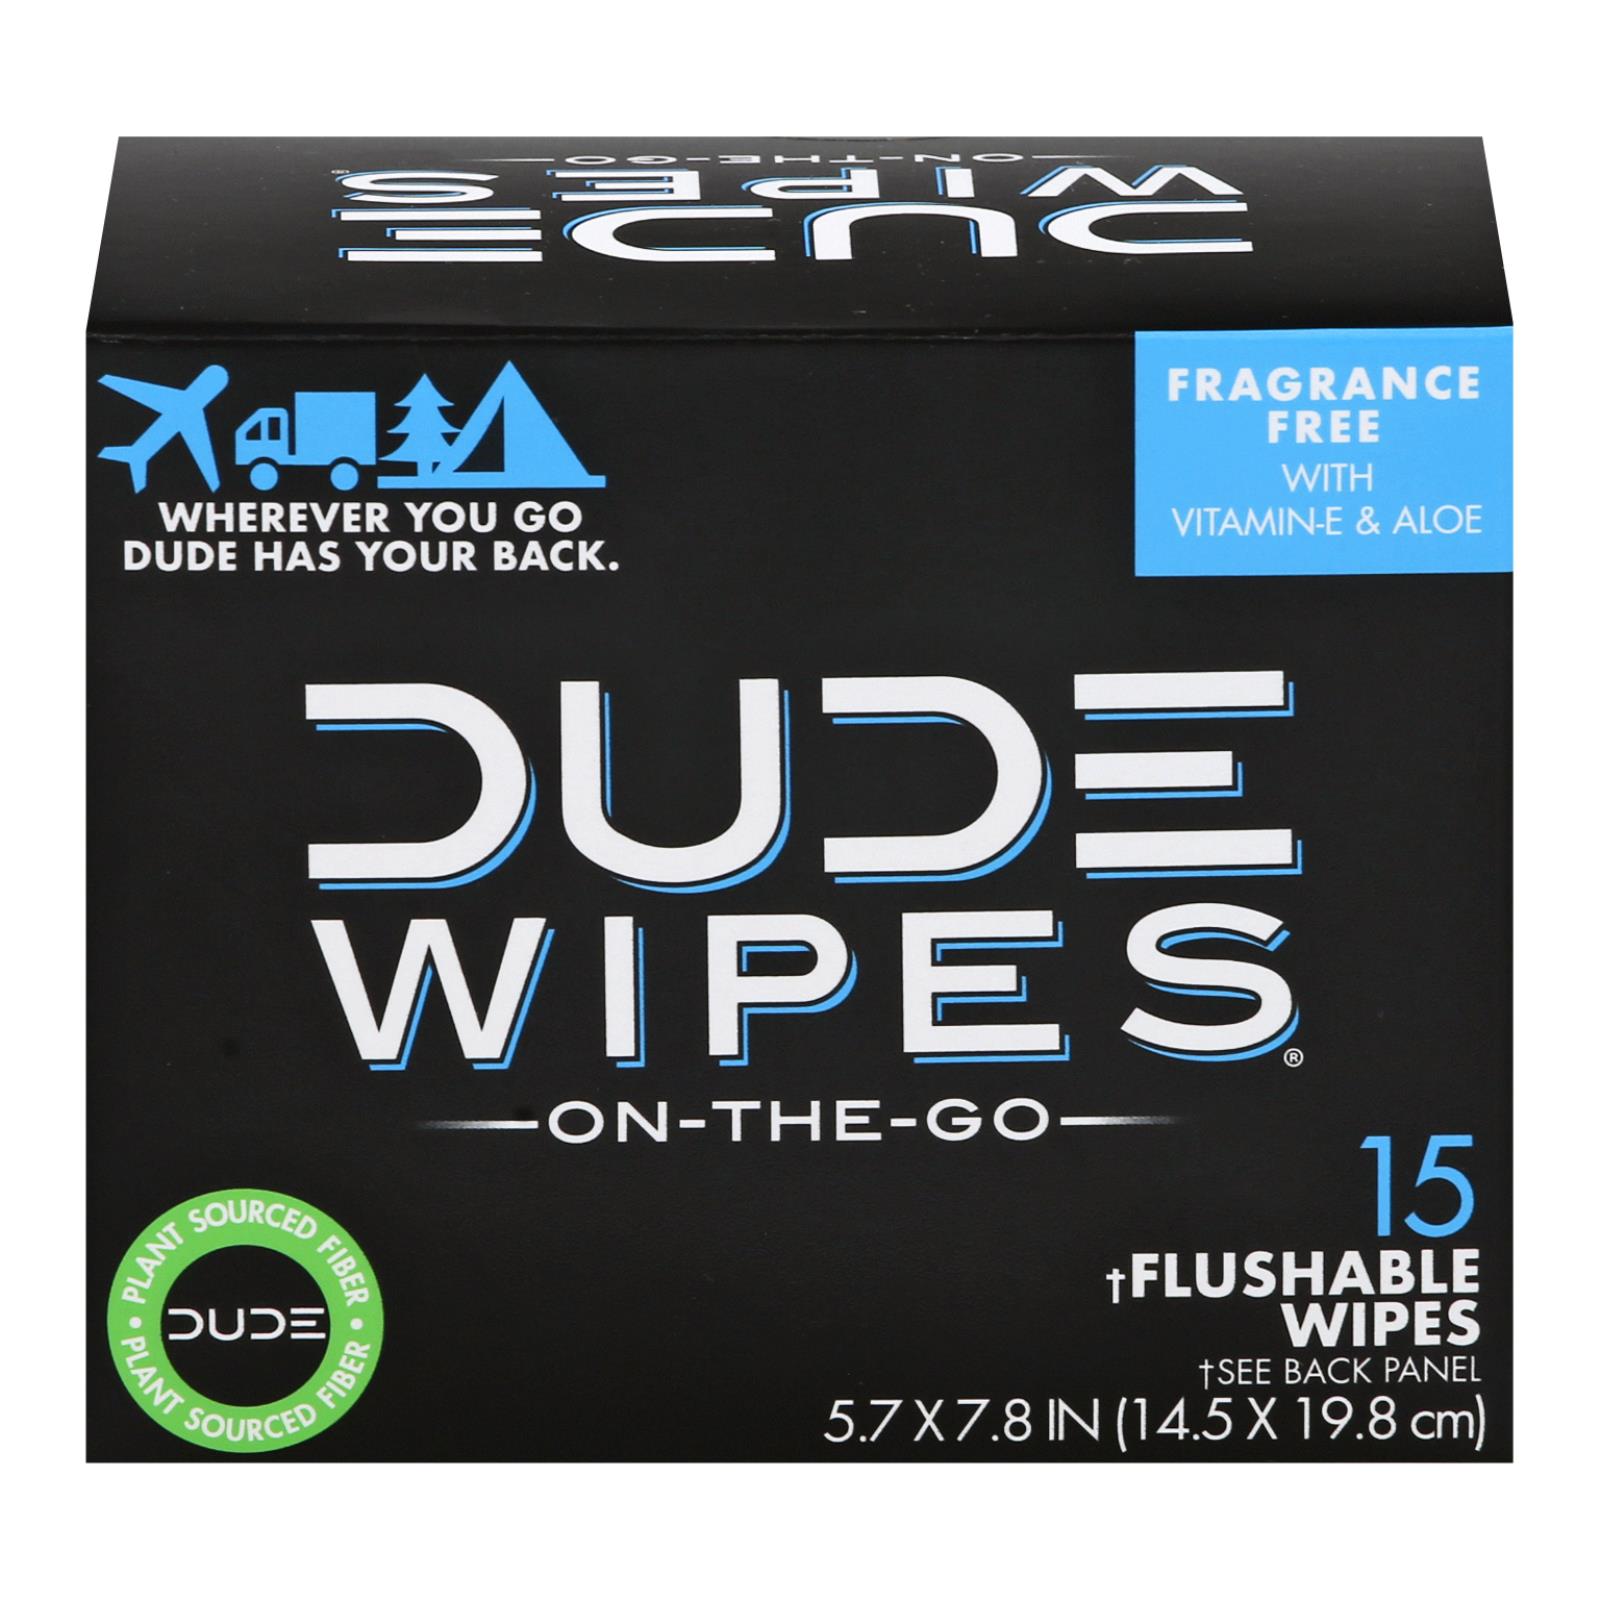 ON-THE-GO
WIPES®
DUDE
WHEREVER YOU GO
DUDE HAS YOUR BACK.
FRAGRANCE
FREE
WITH
VITAMIN-E & ALOE
DUDE
WIPES®
ON-THE-GO
• PLANT SOURCED FIBER •
DUDE
PLANT SOURCED FIBER
15
†FLUSHABLE
WIPES
†SEE BACK PANEL
5.7 X 7.8 IN (14.5 X 19.8 cm)